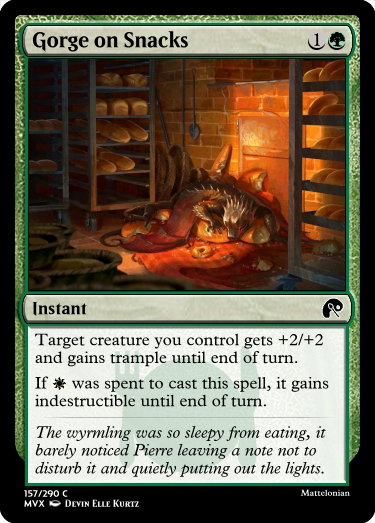 Gorge on Snacks 1
Instant
Target creature you control gets +2/+2
and gains trample until end of turn.
If was spent to cast this spell, it gains
indestructible until end of turn.
The wyrmling was so sleepy from eating, it
barely noticed Pierre leaving a note not to
disturb it and quietly putting out the lights.
157/290 C
MVX • Devin Elle Kurtz
Mattelonian